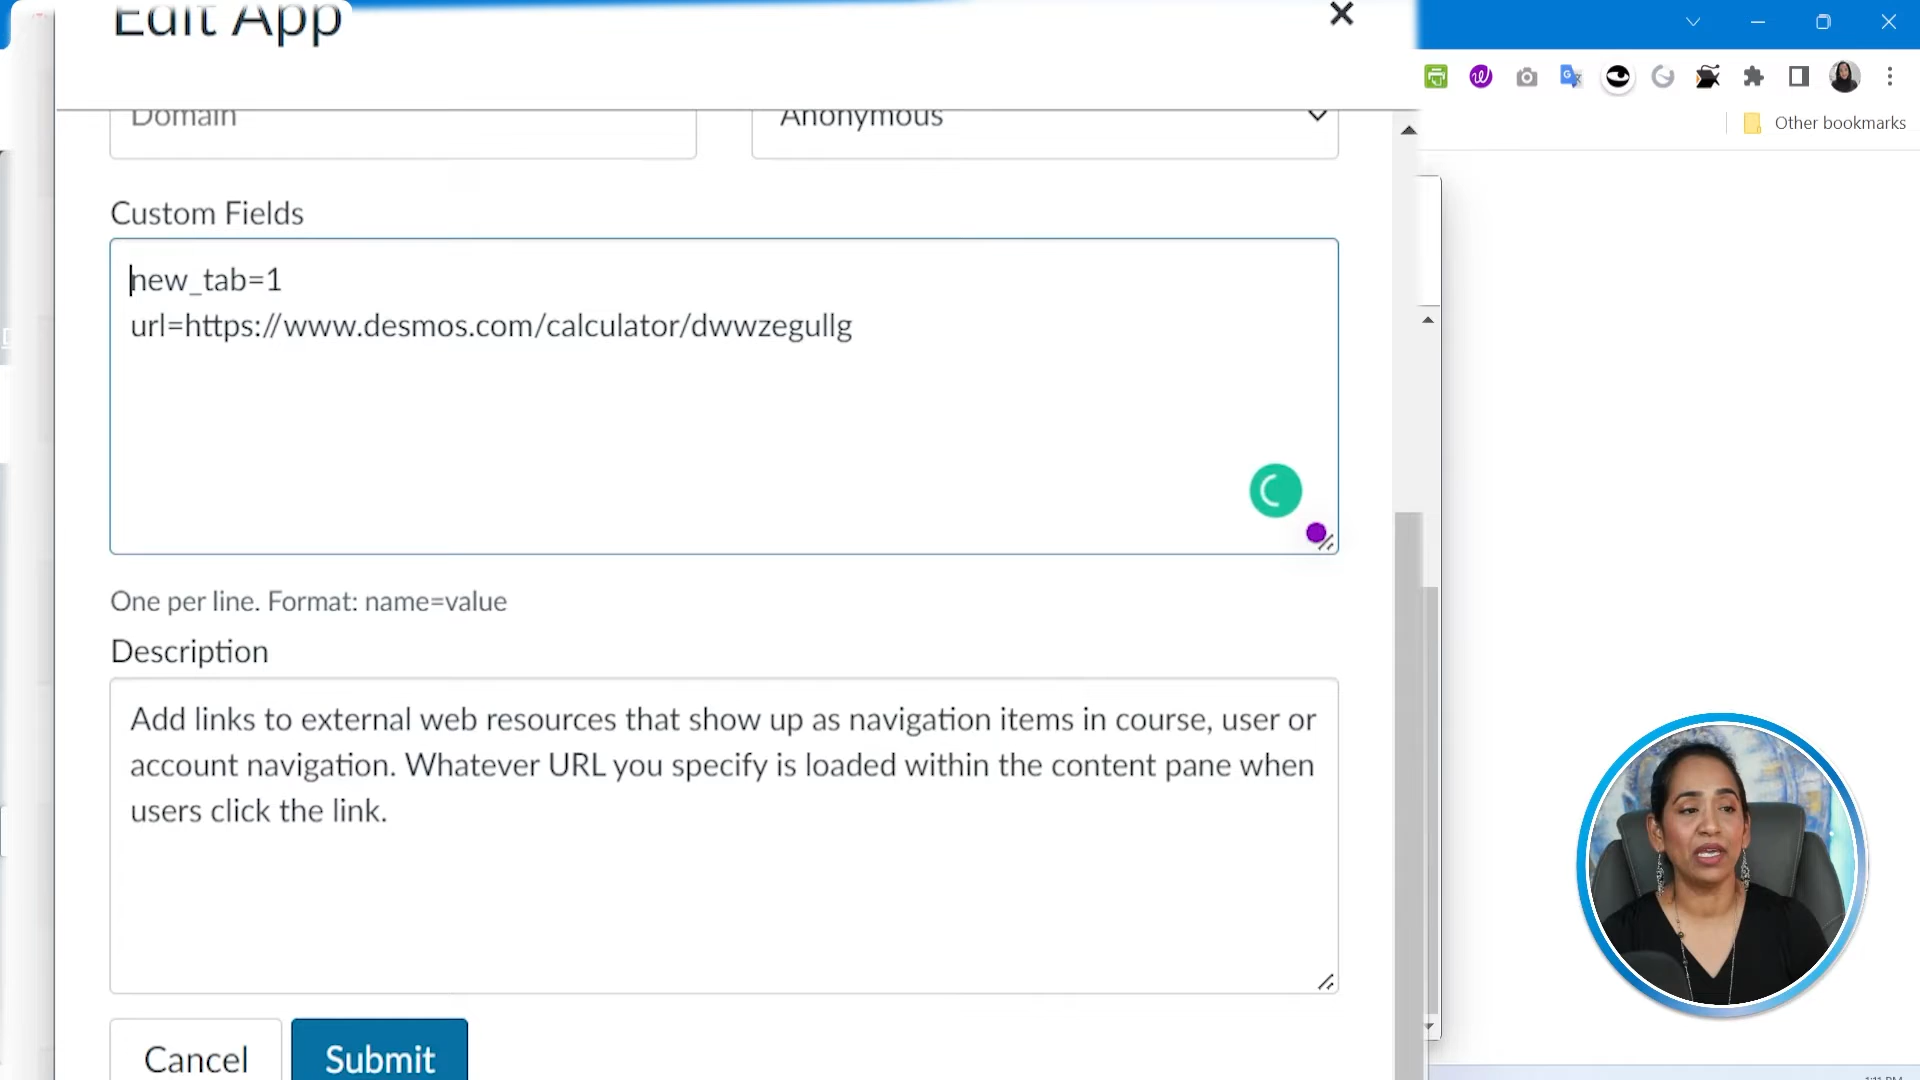 Edit App
Domain
Anonymous
Other bookmarks
Custom Fields
new_tab=1
url=https://www.desmos.com/calculator/dwwzegullg
One per line. Format: name=value
Description
Add links to external web resources that show up as navigation items in course, user or
account navigation. Whatever URL you specify is loaded within the content pane when
users click the link.
Cancel
Submit